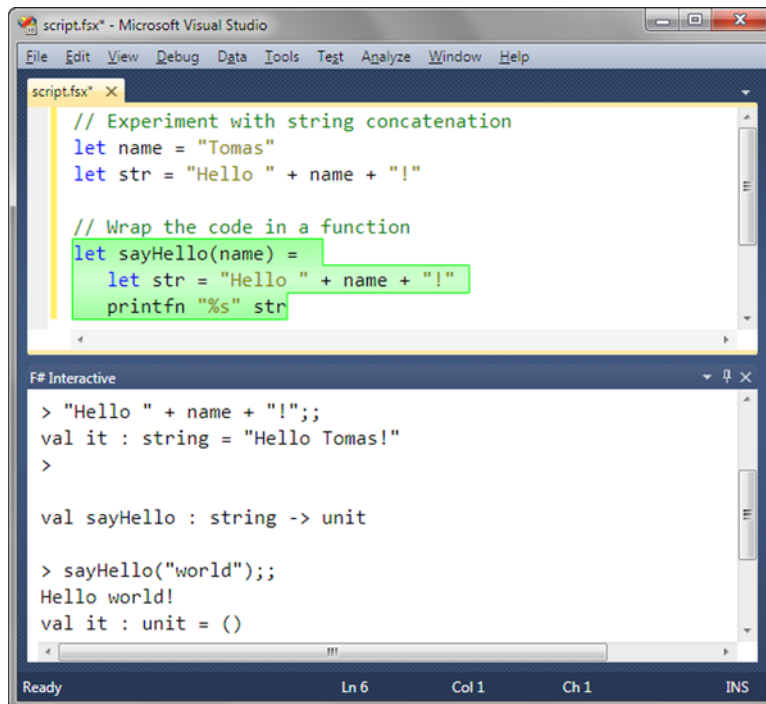 script.fsx* - Microsoft Visual Studio
File Edit View Debug Data Tools Test Analyze Window Help
script.fsx*
// Experiment with string concatenation
let name = "Tomas"
let str = "Hello " + name + "!"
// Wrap the code in a function
let sayHello(name) =
let str = "Hello " + name + "!"
printfn "%s" str
F# Interactive
> "Hello " + name + "!";;
val it : string = "Hello Tomas!"
>
val sayHello : string -> unit
> sayHello("world");;
Hello world!
val it : unit = ()
Ready Ln 6 Col 1 Ch 1 INS